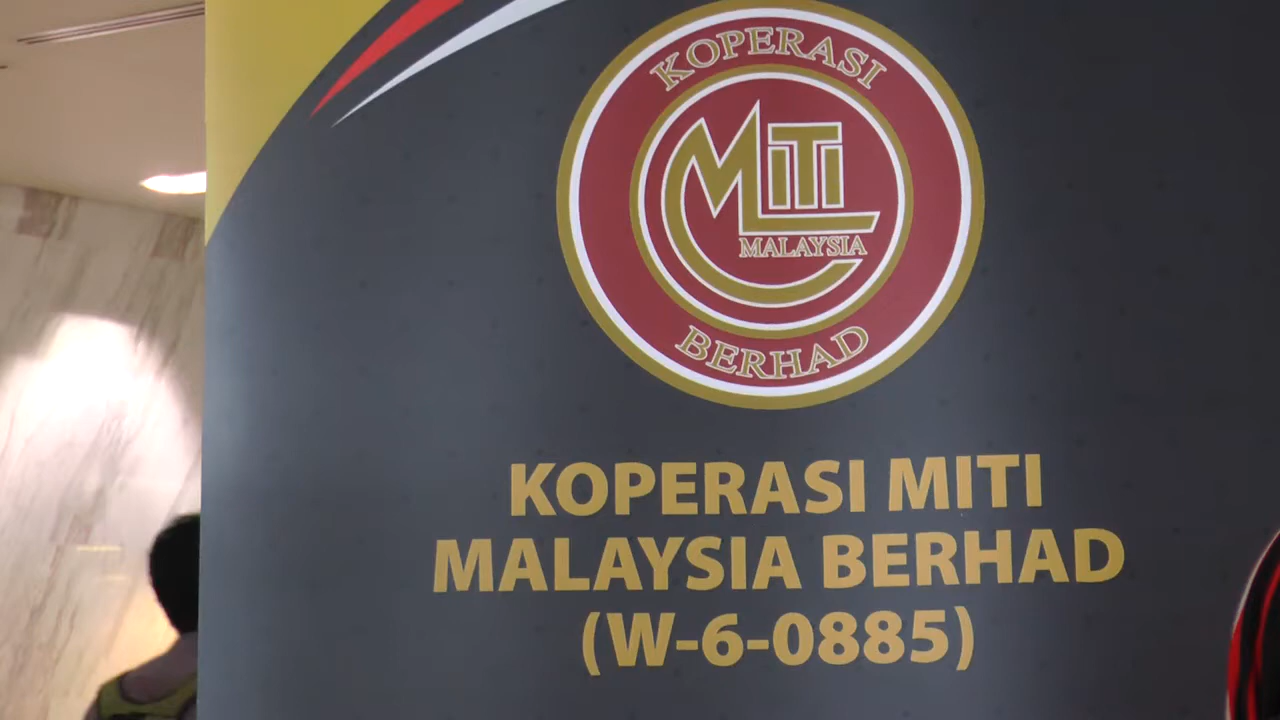 KOPERASI
MiTi
MALAYSIA
BERHAD
KOPERASI MITI
MALAYSIA BERHAD
(W-6-0885)